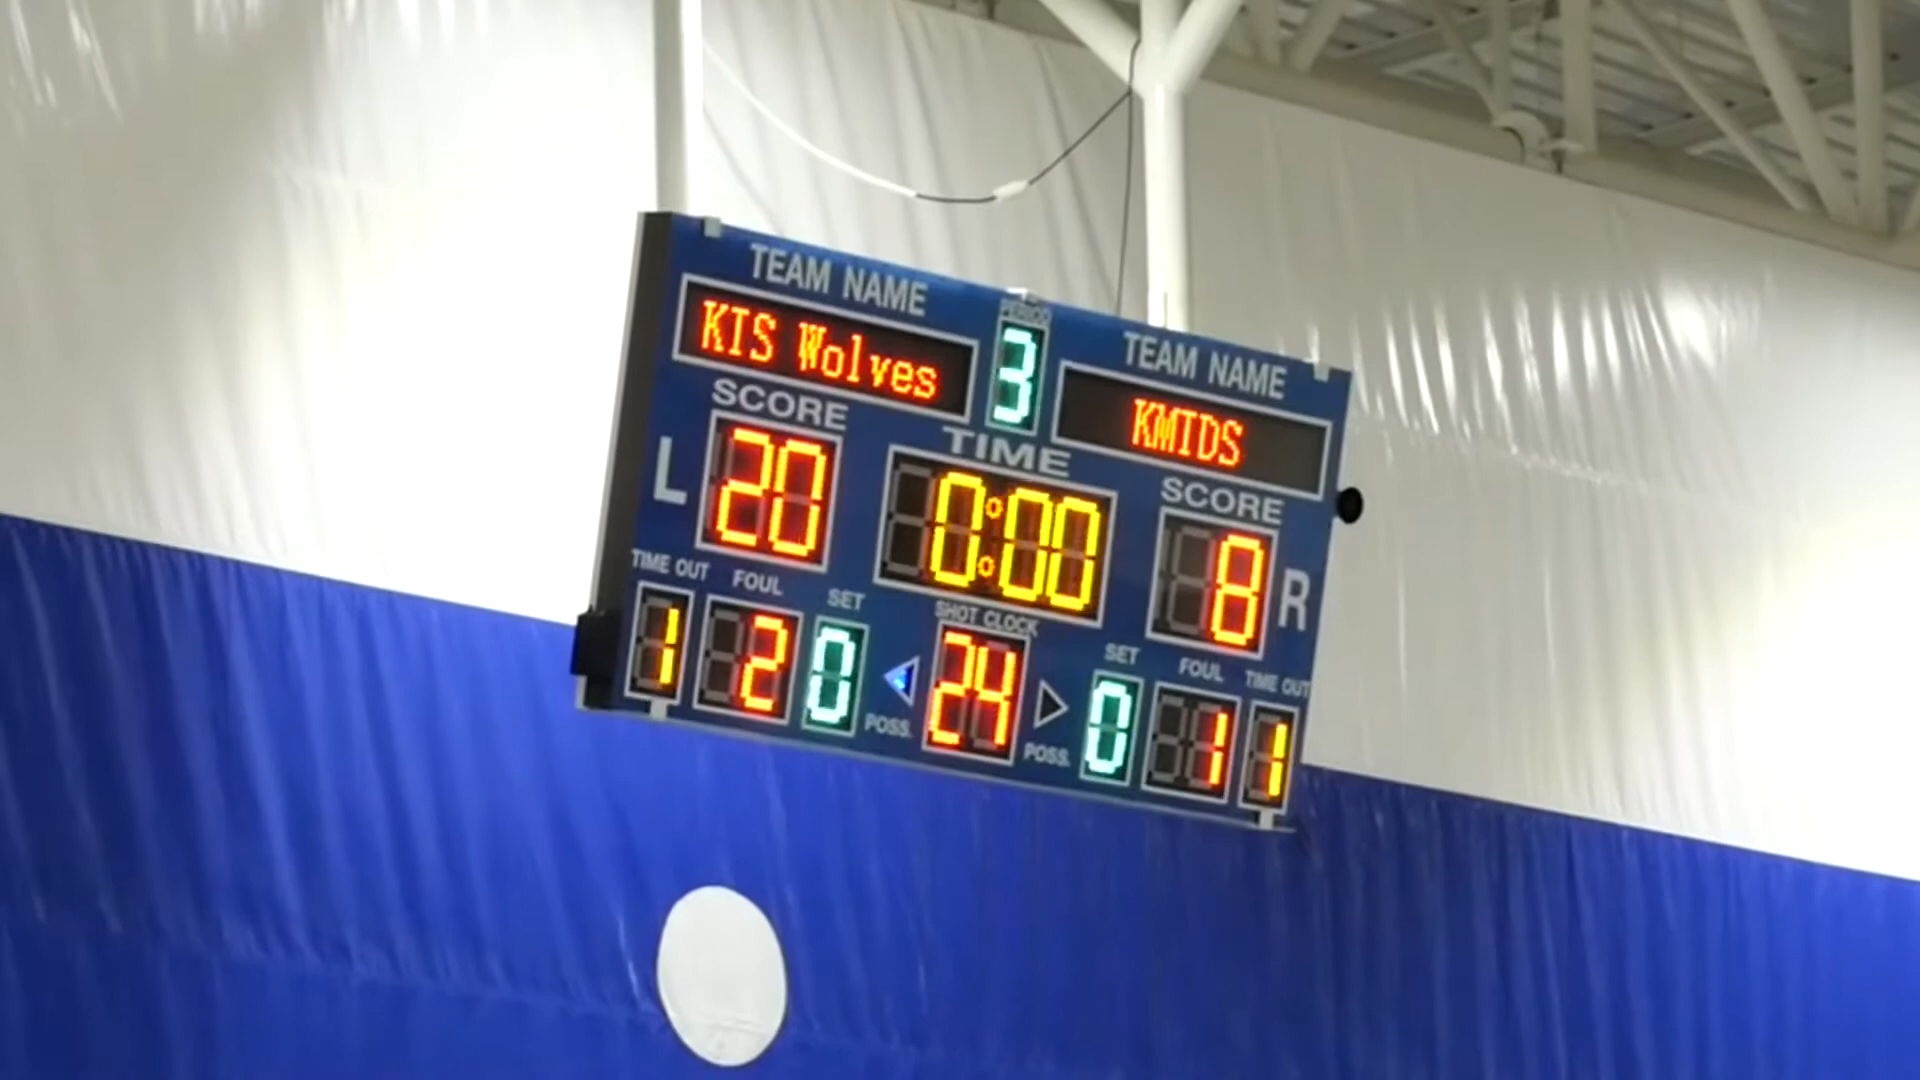 TEAM NAME
KIS Wolves
PERIOD
3
TEAM NAME
KMIDS
SCORE
L 20
TIME
0:00
SCORE
8 R
TIME OUT FOUL SET
1 2 0
SHOT CLOCK
24
POSS.
POSS.
SET FOUL TIME OUT
0 1 1